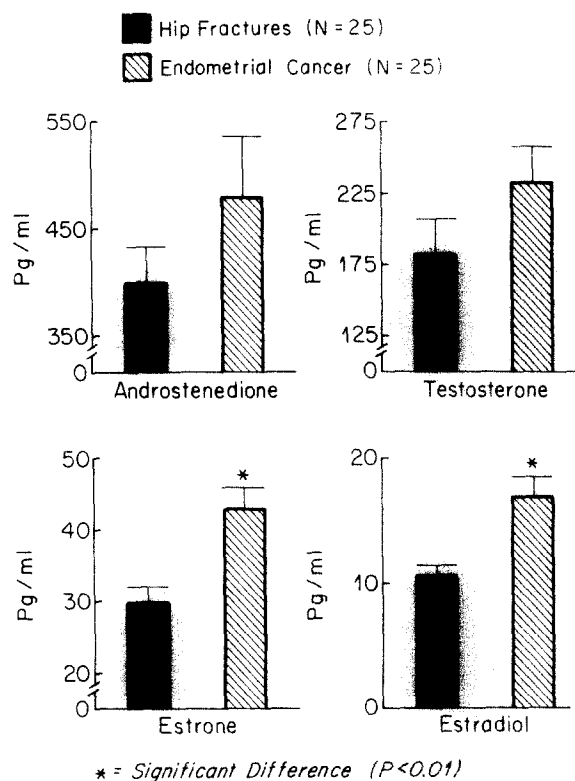 Hip Fractures (N = 25)
Endometrial Cancer (N = 25)
550
450
350
0
Pg/ml
Androstenedione
275
225
175
125
0
Pg/ml
Testosterone
50
40
30
20
0
Pg/ml
*
Estrone
20
10
0
Pg/ml
*
Estradiol
* = Significant Difference (P<0.01)